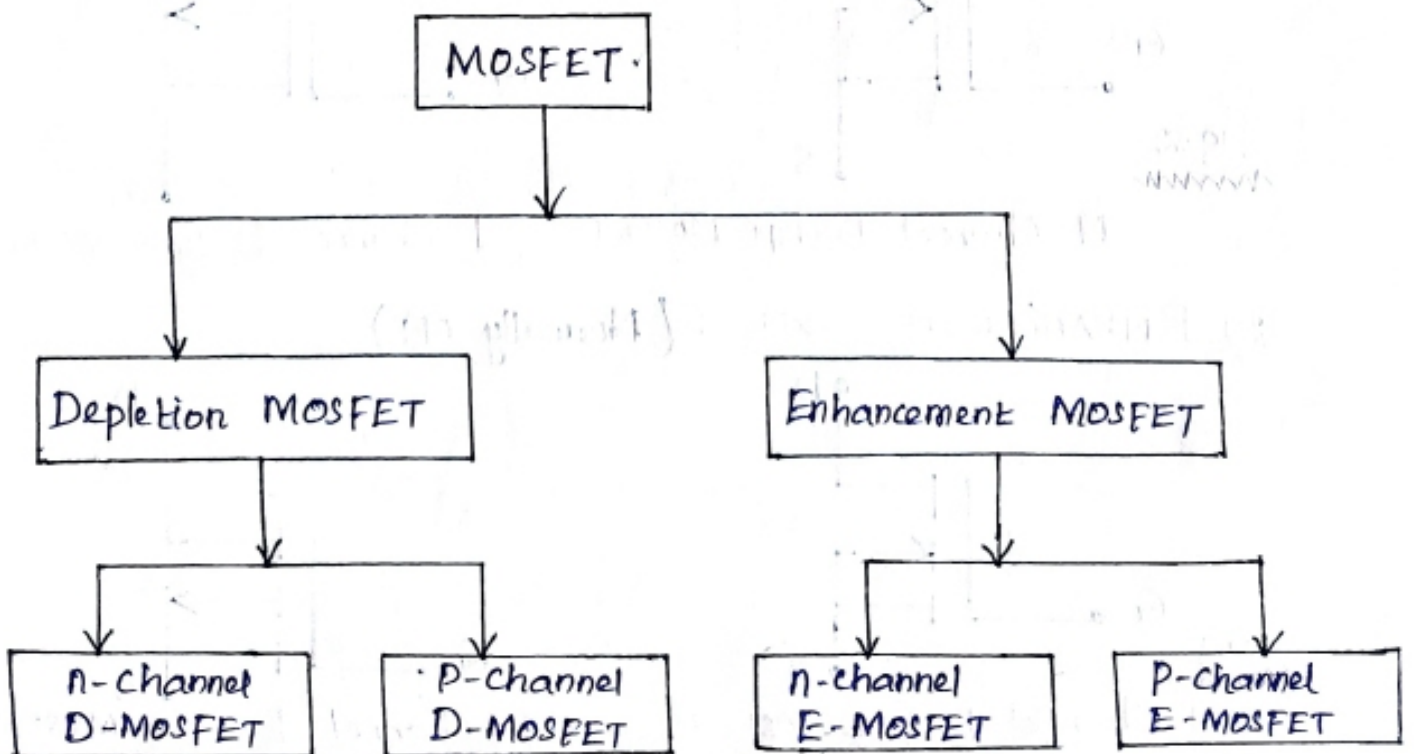 MOSFET.
Depletion MOSFET
Enhancement MOSFET
n-Channel
D-MOSFET
P-Channel
D-MOSFET
n-channel
E-MOSFET
P-Channel
E-MOSFET